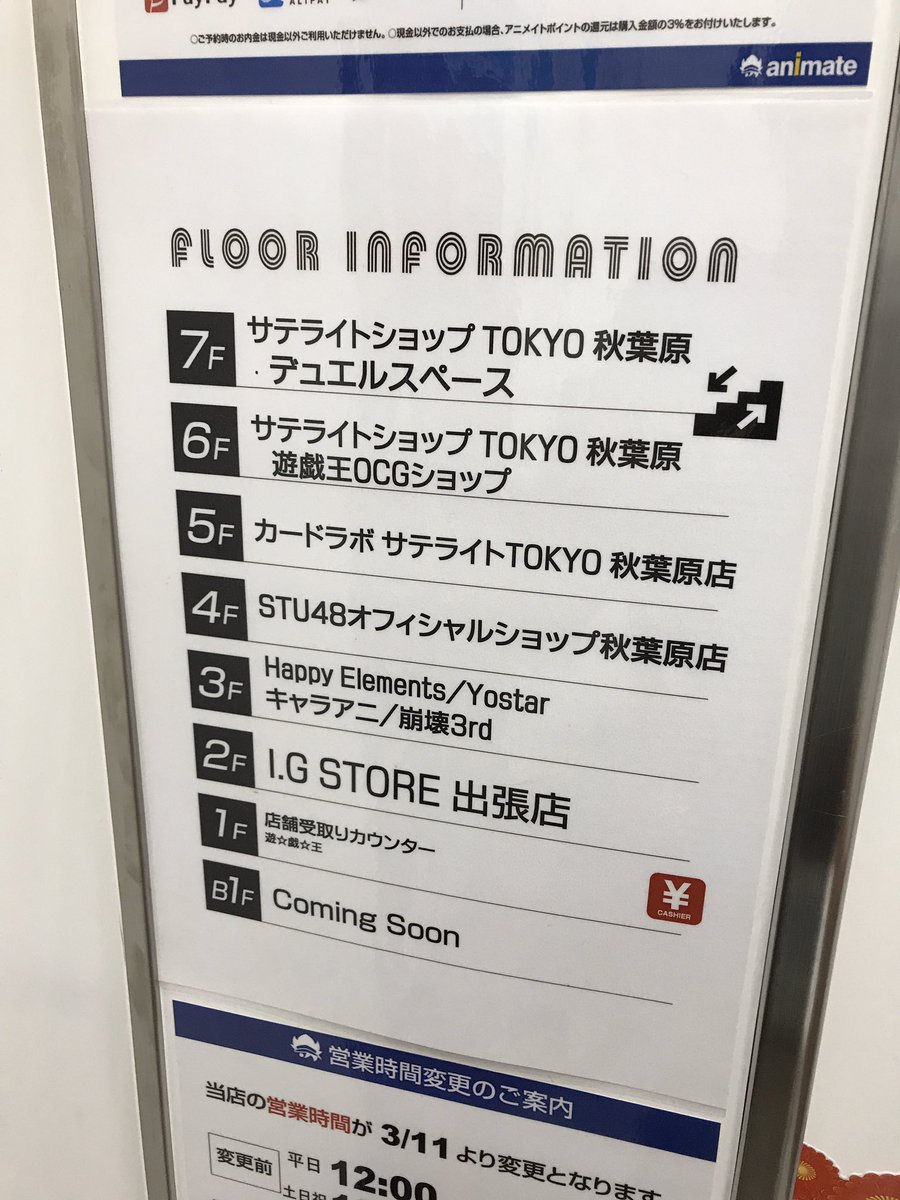 PayPay ALIPAY
○ご予約時のお内金は現金以外ご利用いただけません。○現金以外でのお支払の場合、アニメイトポイントの還元は購入金額の3%をお付けいたします。
animate
FLOOR INFORMATION
7F サテライトショップ TOKYO 秋葉原
・デュエルスペース
6F サテライトショップ TOKYO 秋葉原
遊戯王OCGショップ
5F カードラボ サテライトTOKYO 秋葉原店
4F STU48オフィシャルショップ秋葉原店
3F Happy Elements/Yostar
キャラアニ/崩壊3rd
2F I.G STORE 出張店
1F 店舗受取りカウンター
遊☆戯☆王
¥ CASHIER
B1F Coming Soon
営業時間変更のご案内
当店の営業時間が 3/11 より変更となります
変更前 平日 12:00
土日祝